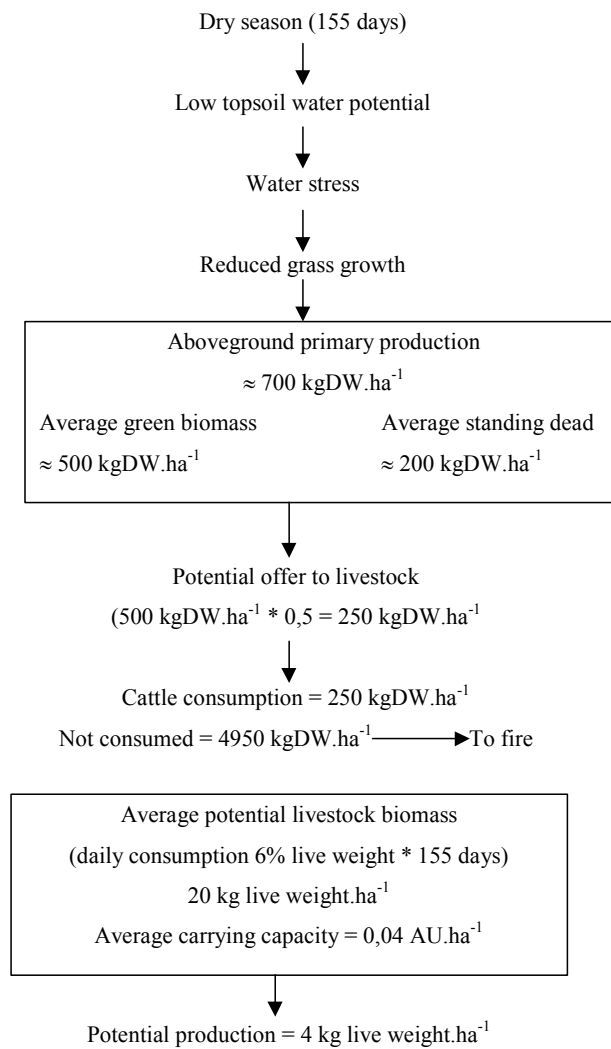 Dry season (155 days)
Low topsoil water potential
Water stress
Reduced grass growth
Aboveground primary production
≈ 700 kgDW.ha⁻¹
Average green biomass Average standing dead
≈ 500 kgDW.ha⁻¹ ≈ 200 kgDW.ha⁻¹
Potential offer to livestock
(500 kgDW.ha⁻¹ * 0,5 = 250 kgDW.ha⁻¹
Cattle consumption = 250 kgDW.ha⁻¹
Not consumed = 4950 kgDW.ha⁻¹ To fire
Average potential livestock biomass
(daily consumption 6% live weight * 155 days)
20 kg live weight.ha⁻¹
Average carrying capacity = 0,04 AU.ha⁻¹
Potential production = 4 kg live weight.ha⁻¹